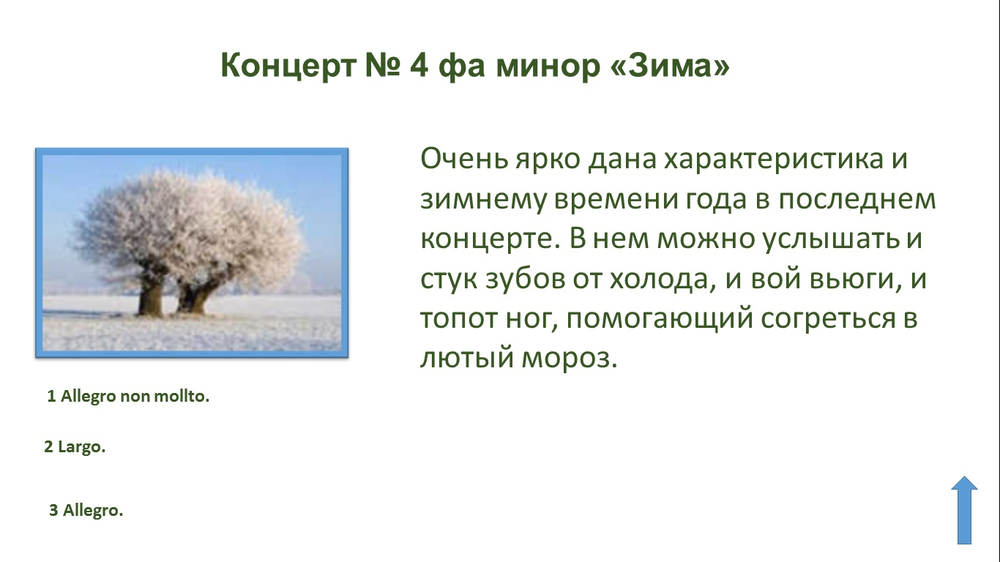 Концерт № 4 фа минор «Зима»
Очень ярко дана характеристика и
зимнему времени года в последнем
концерте. В нем можно услышать и
стук зубов от холода, и вой вьюги, и
топот ног, помогающий согреться в
лютый мороз.
1 Allegro non mollto.
2 Largo.
3 Allegro.